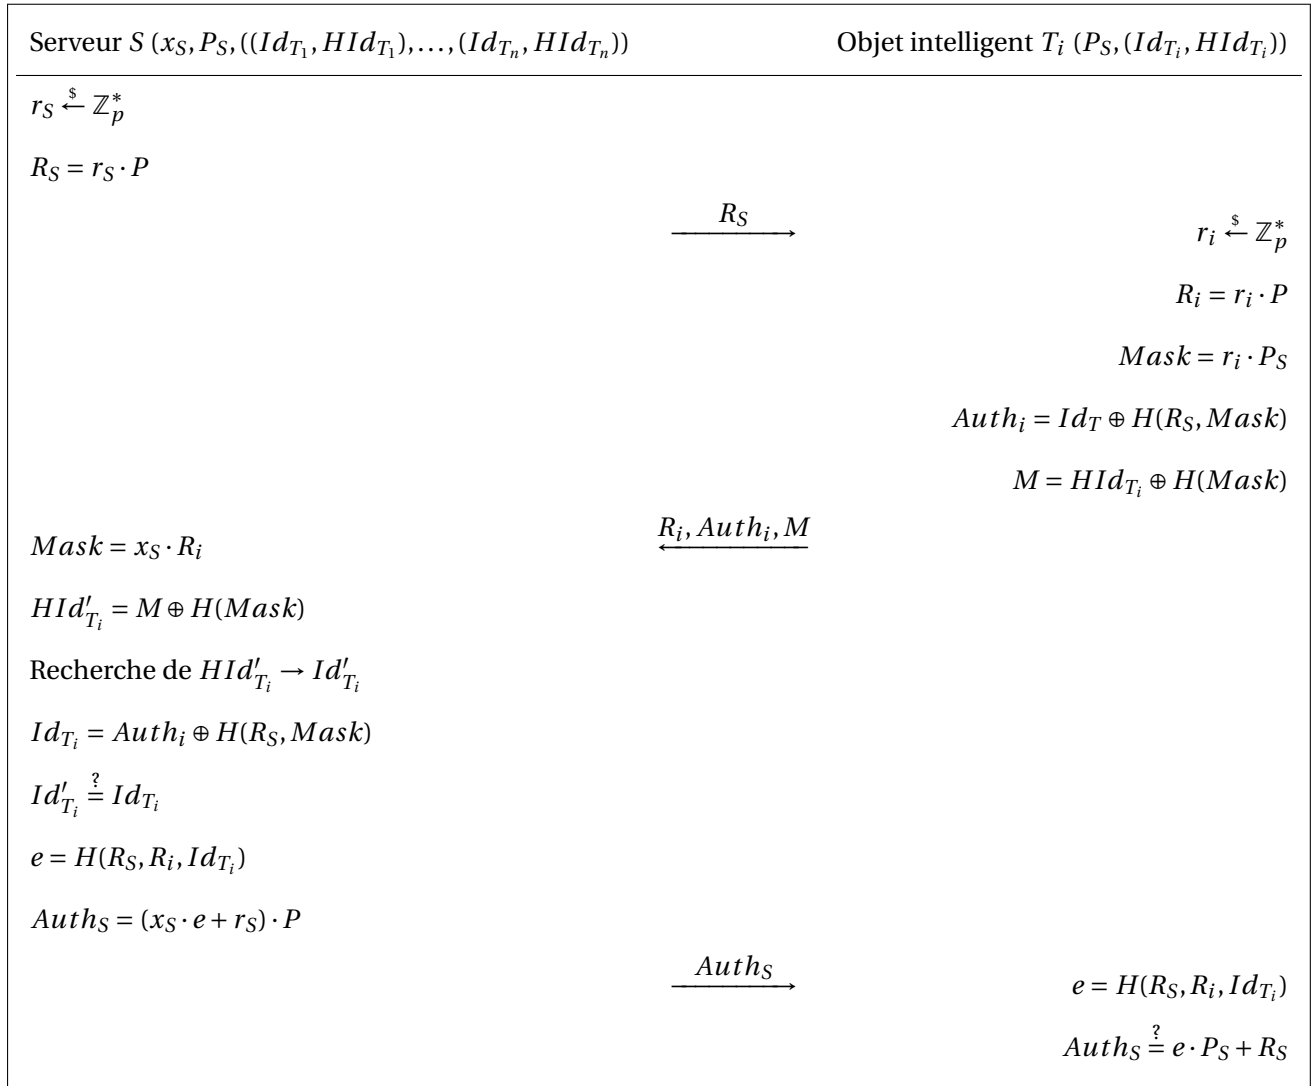 Serveur S (x_S, P_S, ((Id_{T_1}, HId_{T_1}), …, (Id_{T_n}, HId_{T_n}))    Objet intelligent T_i (P_S, (Id_{T_i}, HId_{T_i}))
r_S ←$ ℤ_p^*
R_S = r_S · P
R_S
r_i ←$ ℤ_p^*
R_i = r_i · P
Mask = r_i · P_S
Auth_i = Id_T ⊕ H(R_S, Mask)
M = HId_{T_i} ⊕ H(Mask)
R_i, Auth_i, M
Mask = x_S · R_i
HId′_{T_i} = M ⊕ H(Mask)
Recherche de HId′_{T_i} → Id′_{T_i}
Id_{T_i} = Auth_i ⊕ H(R_S, Mask)
Id′_{T_i} ≟ Id_{T_i}
e = H(R_S, R_i, Id_{T_i})
Auth_S = (x_S · e + r_S) · P
Auth_S
e = H(R_S, R_i, Id_{T_i})
Auth_S ≟ e · P_S + R_S